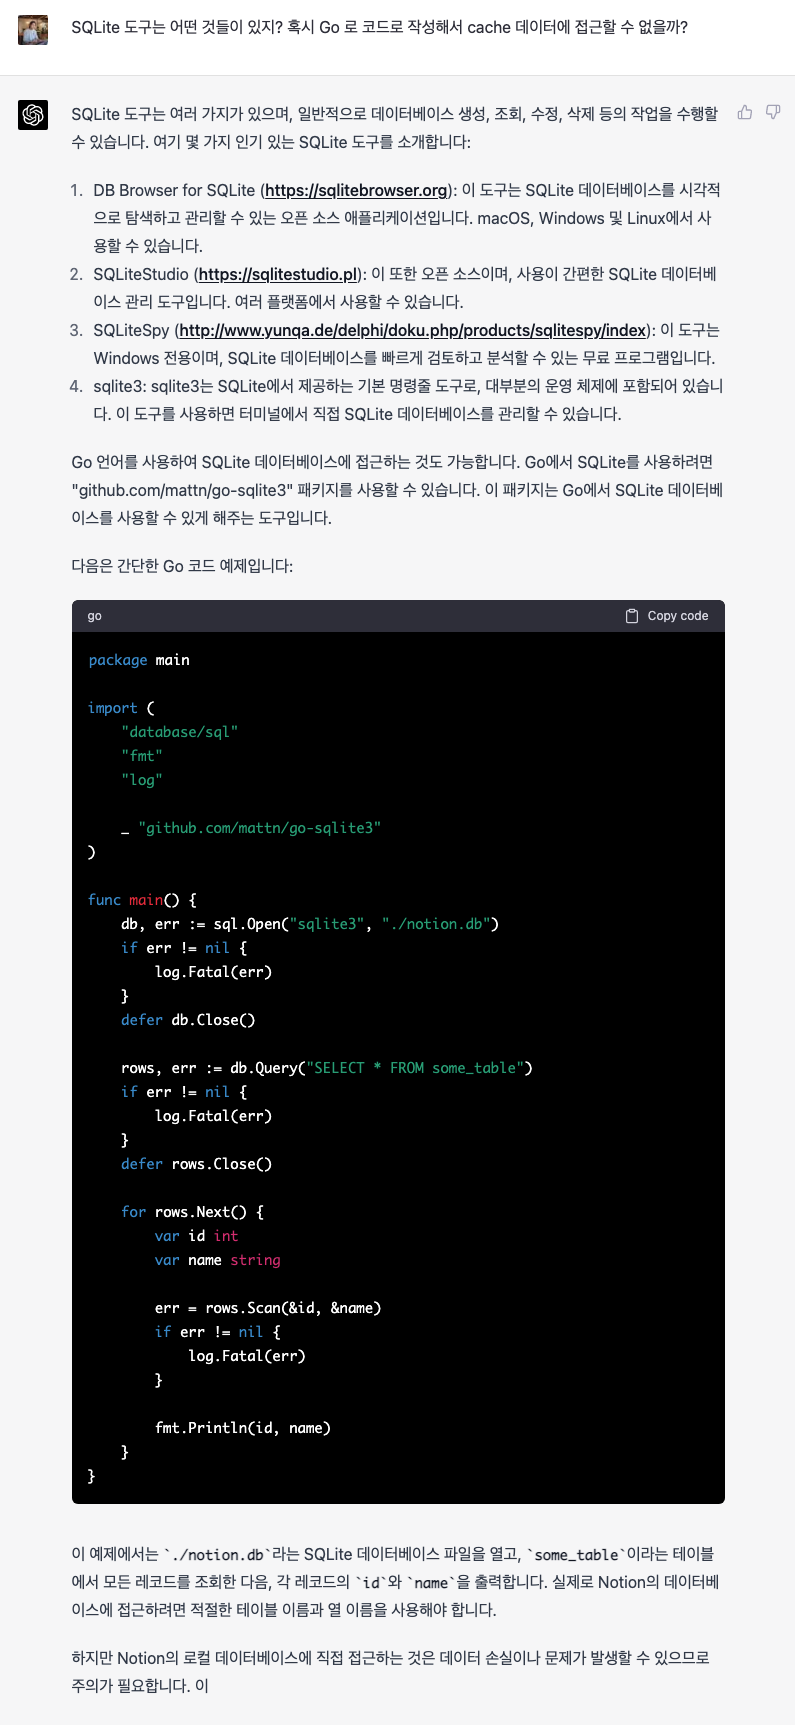 SQLite 도구는 어떤 것들이 있지? 혹시 Go 로 코드로 작성해서 cache 데이터에 접근할 수 없을까?
SQLite 도구는 여러 가지가 있으며, 일반적으로 데이터베이스 생성, 조회, 수정, 삭제 등의 작업을 수행할
수 있습니다. 여기 몇 가지 인기 있는 SQLite 도구를 소개합니다:
1. DB Browser for SQLite (https://sqlitebrowser.org): 이 도구는 SQLite 데이터베이스를 시각적
으로 탐색하고 관리할 수 있는 오픈 소스 애플리케이션입니다. macOS, Windows 및 Linux에서 사
용할 수 있습니다.
2. SQLiteStudio (https://sqlitestudio.pl): 이 또한 오픈 소스이며, 사용이 간편한 SQLite 데이터베
이스 관리 도구입니다. 여러 플랫폼에서 사용할 수 있습니다.
3. SQLiteSpy (http://www.yunqa.de/delphi/doku.php/products/sqlitespy/index): 이 도구는
Windows 전용이며, SQLite 데이터베이스를 빠르게 검토하고 분석할 수 있는 무료 프로그램입니다.
4. sqlite3: sqlite3는 SQLite에서 제공하는 기본 명령줄 도구로, 대부분의 운영 체제에 포함되어 있습니
다. 이 도구를 사용하면 터미널에서 직접 SQLite 데이터베이스를 관리할 수 있습니다.
Go 언어를 사용하여 SQLite 데이터베이스에 접근하는 것도 가능합니다. Go에서 SQLite를 사용하려면
"github.com/mattn/go-sqlite3" 패키지를 사용할 수 있습니다. 이 패키지는 Go에서 SQLite 데이터베
이스를 사용할 수 있게 해주는 도구입니다.
다음은 간단한 Go 코드 예제입니다:
go Copy code
package main
import (
    "database/sql"
    "fmt"
    "log"
    _ "github.com/mattn/go-sqlite3"
)
func main() {
    db, err := sql.Open("sqlite3", "./notion.db")
    if err != nil {
        log.Fatal(err)
    }
    defer db.Close()
    rows, err := db.Query("SELECT * FROM some_table")
    if err != nil {
        log.Fatal(err)
    }
    defer rows.Close()
    for rows.Next() {
        var id int
        var name string
        err = rows.Scan(&id, &name)
        if err != nil {
            log.Fatal(err)
        }
        fmt.Println(id, name)
    }
}
이 예제에서는 `./notion.db`라는 SQLite 데이터베이스 파일을 열고, `some_table`이라는 테이블
에서 모든 레코드를 조회한 다음, 각 레코드의 `id`와 `name`을 출력합니다. 실제로 Notion의 데이터베
이스에 접근하려면 적절한 테이블 이름과 열 이름을 사용해야 합니다.
하지만 Notion의 로컬 데이터베이스에 직접 접근하는 것은 데이터 손실이나 문제가 발생할 수 있으므로
주의가 필요합니다. 이